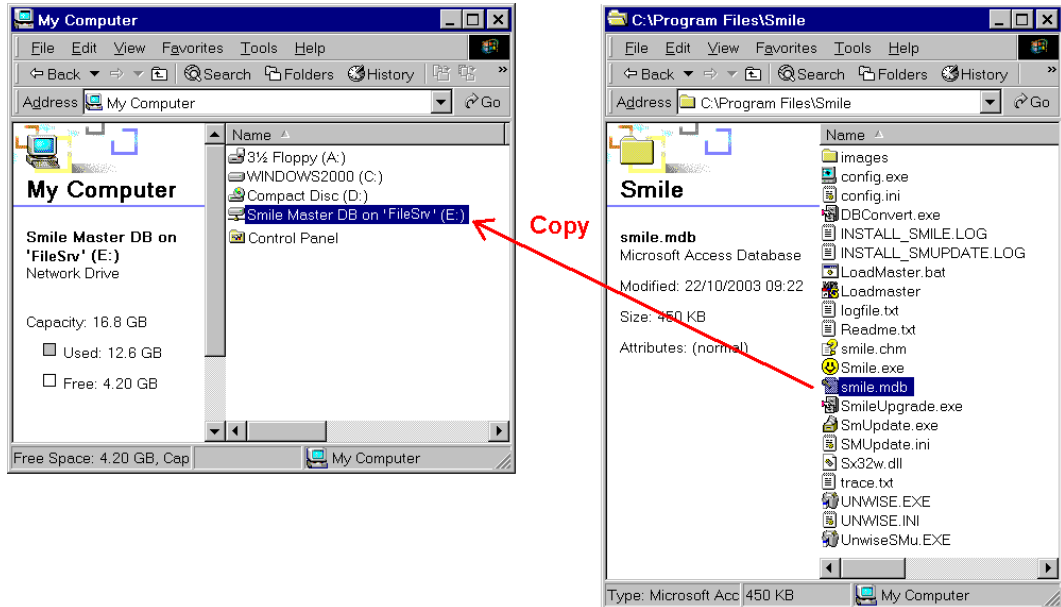 My Computer
File Edit View Favorites Tools Help
Back Search Folders History »
Address My Computer Go
My Computer
Smile Master DB on
'FileSrv' (E:)
Network Drive
Capacity: 16.8 GB
Used: 12.6 GB
Free: 4.20 GB
Name
3½ Floppy (A:)
WINDOWS2000 (C:)
Compact Disc (D:)
Smile Master DB on 'FileSrv' (E:)
Control Panel
Free Space: 4.20 GB, Cap My Computer
Copy
C:\Program Files\Smile
File Edit View Favorites Tools Help
Back Search Folders History »
Address C:\Program Files\Smile Go
Smile
smile.mdb
Microsoft Access Database
Modified: 22/10/2003 09:22
Size: 450 KB
Attributes: (normal)
Name
images
config.exe
config.ini
DBConvert.exe
INSTALL_SMILE.LOG
INSTALL_SMUPDATE.LOG
LoadMaster.bat
Loadmaster
logfile.txt
Readme.txt
smile.chm
Smile.exe
smile.mdb
SmileUpgrade.exe
SmUpdate.exe
SMUpdate.ini
Sx32w.dll
trace.txt
UNWISE.EXE
UNWISE.INI
UnwiseSMu.EXE
Type: Microsoft Acc 450 KB My Computer